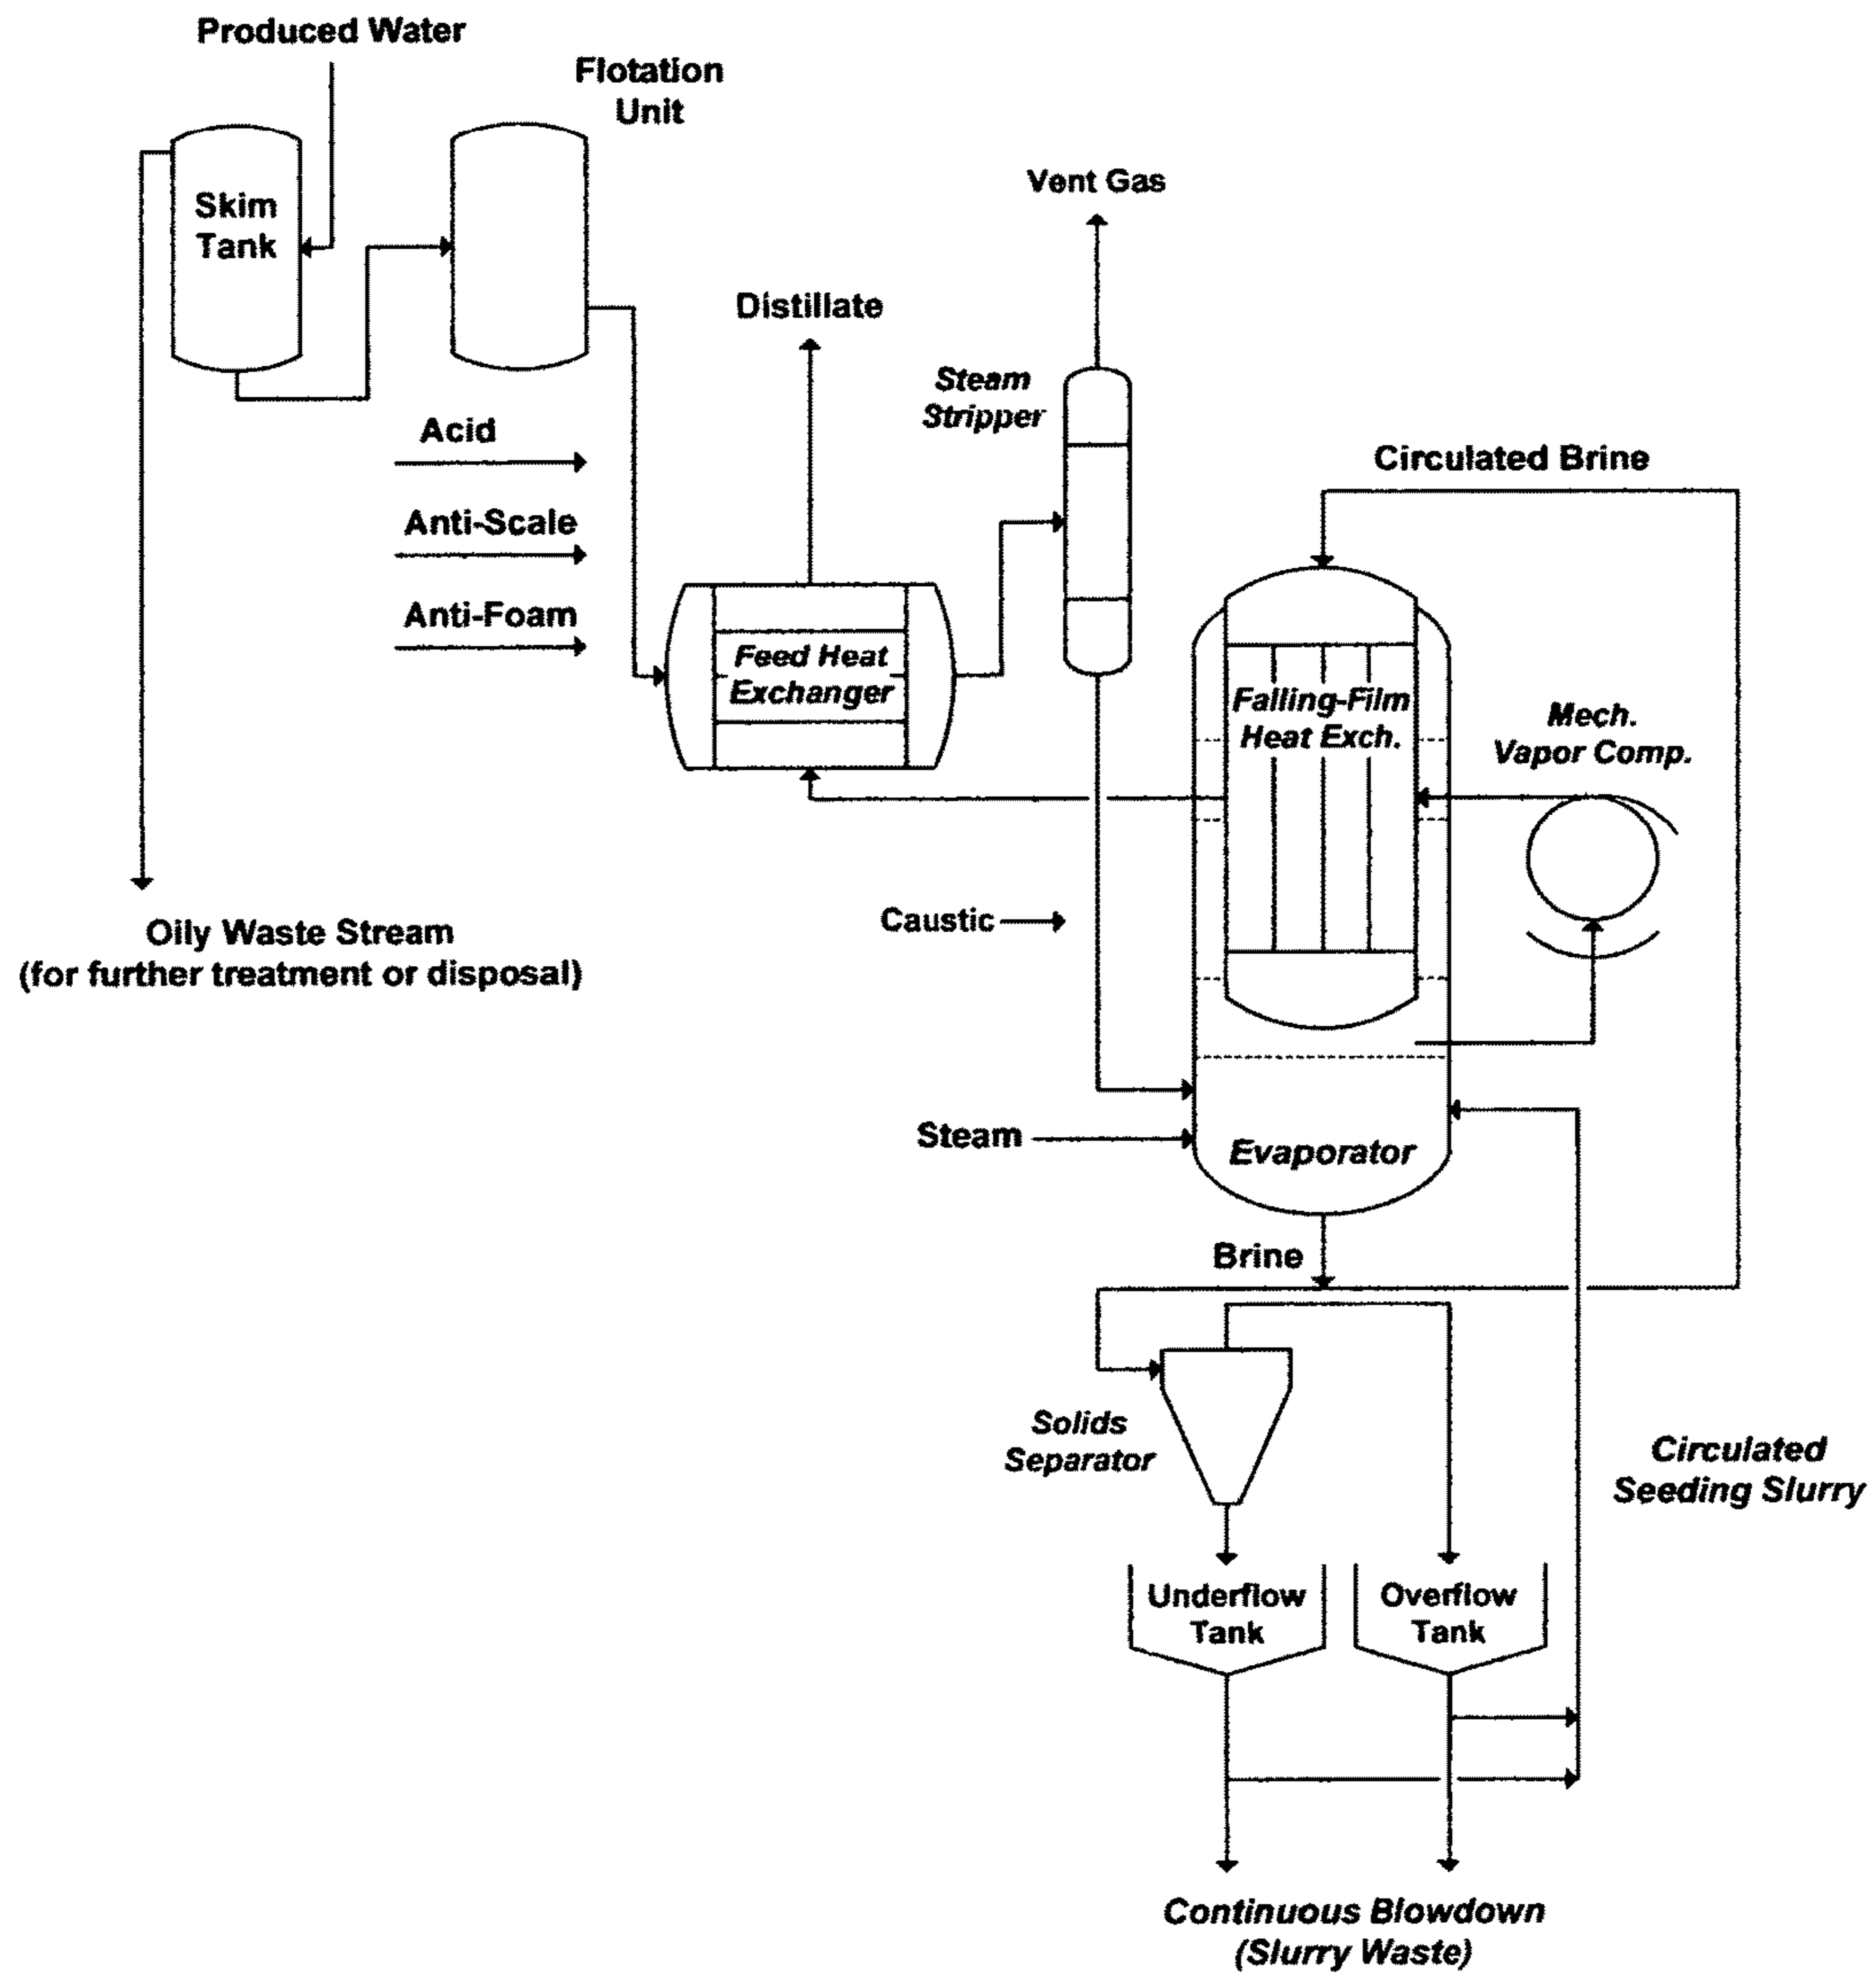 Produced Water
Flotation
Unit
Skim
Tank
Vent Gas
Distillate
Steam
Stripper
Acid
Circulated Brine
Anti-Scale
Anti-Foam
Feed Heat
Exchanger
Falling-Film
Heat Exch.
Mech.
Vapor Comp.
Caustic
Oily Waste Stream
(for further treatment or disposal)
Steam
Evaporator
Brine
Solids
Separator
Circulated
Seeding Slurry
Underflow
Tank
Overflow
Tank
Continuous Blowdown
(Slurry Waste)